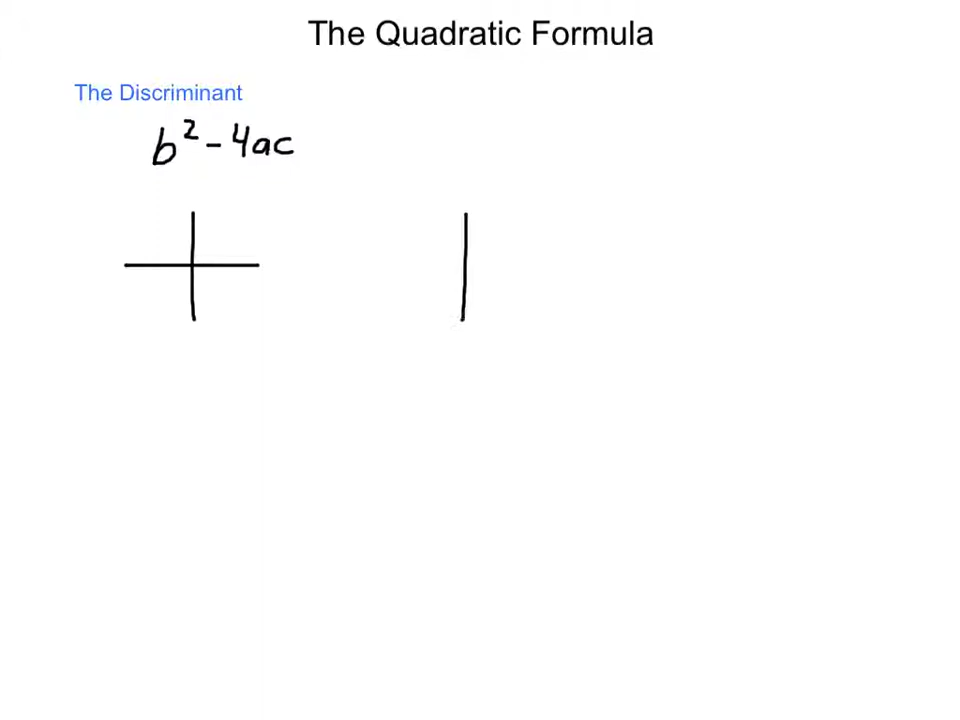 The Quadratic Formula
The Discriminant
b² - 4ac